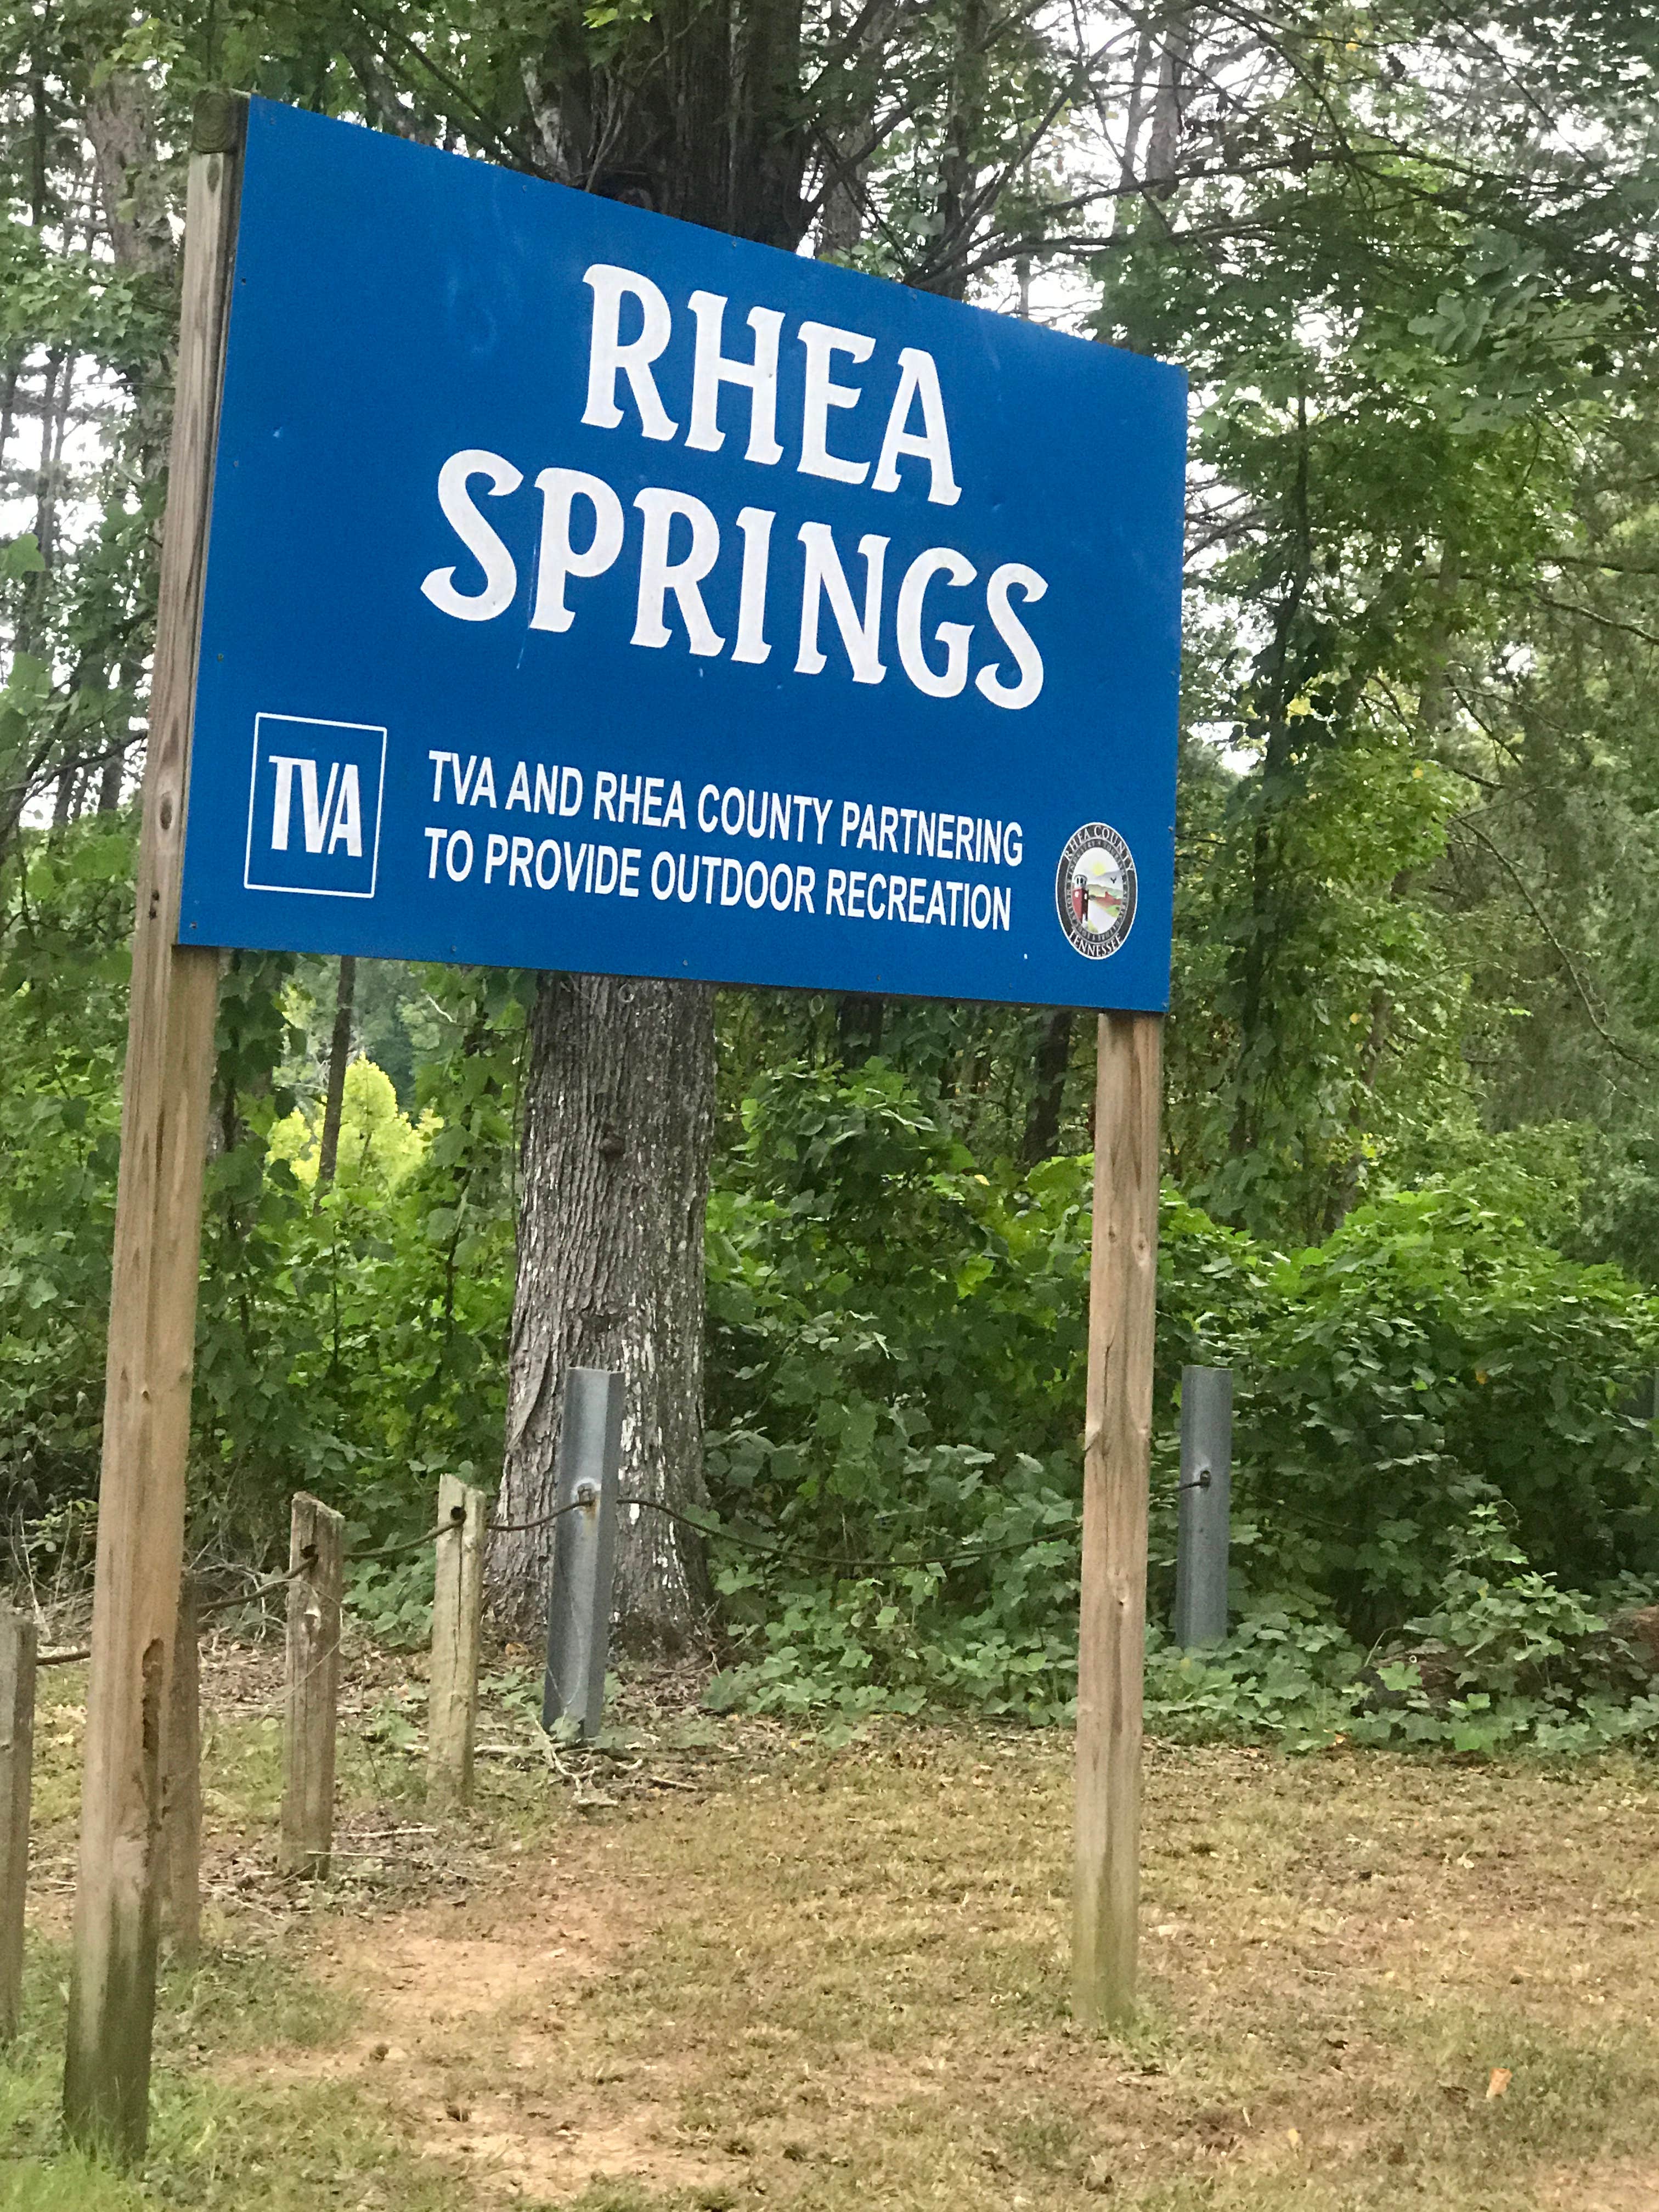 RHEA
SPRINGS
TVA
TVA AND RHEA COUNTY PARTNERING
TO PROVIDE OUTDOOR RECREATION
RHEA COUNTY
TENNESSEE